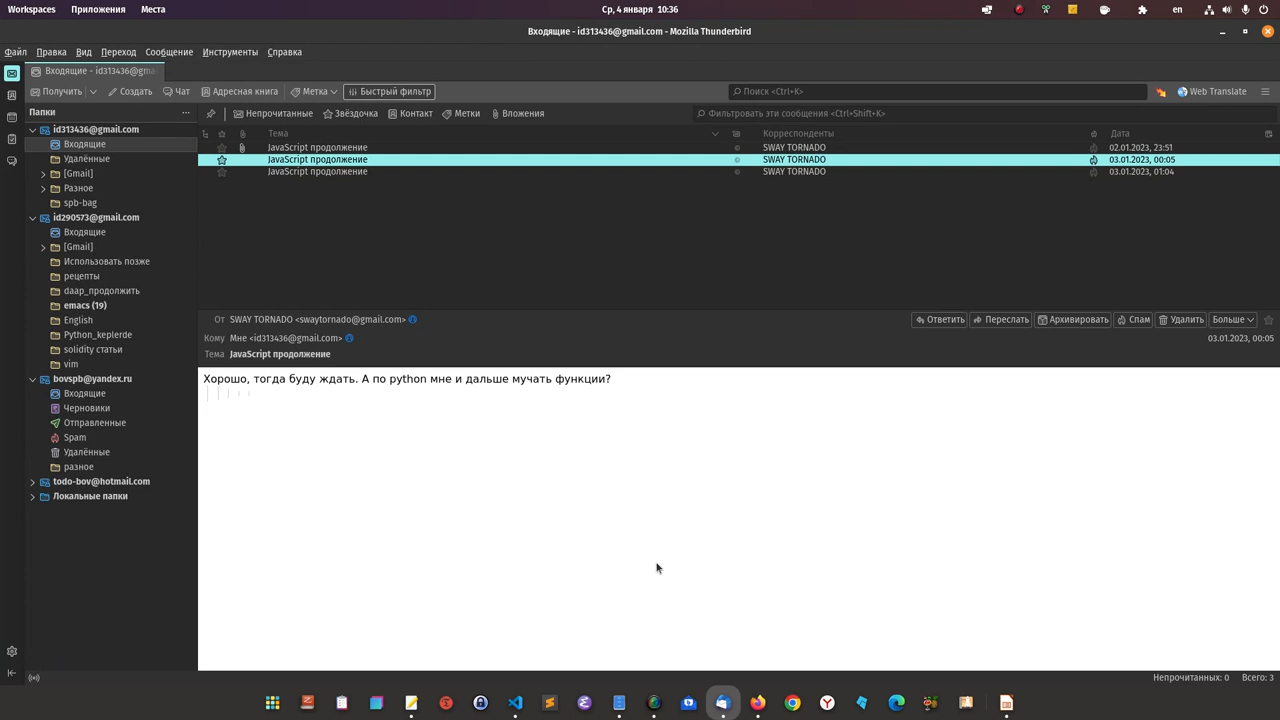 Workspaces Приложения Места Ср, 4 января 10:36 en
Входящие - id313436@gmail.com - Mozilla Thunderbird
Файл Правка Вид Переход Сообщение Инструменты Справка
Входящие - id313436@gma
Получить Создать Чат Адресная книга Метка Быстрый фильтр Поиск <Ctrl+K> Web Translate
Папки ... Непрочитанные Звёздочка Контакт Метки Вложения Фильтровать эти сообщения <Ctrl+Shift+K>
Тема Корреспонденты Дата
JavaScript продолжение SWAY TORNADO 02.01.2023, 23:51
JavaScript продолжение SWAY TORNADO 03.01.2023, 00:05
JavaScript продолжение SWAY TORNADO 03.01.2023, 01:04
id313436@gmail.com
Входящие
Удалённые
[Gmail]
Разное
spb-bag
id290573@gmail.com
Входящие
[Gmail]
Использовать позже
рецепты
daap_продолжить
emacs (19)
English
Python_keplerde
solidity статьи
vim
bovspb@yandex.ru
Входящие
Черновики
Отправленные
Spam
Удалённые
разное
todo-bov@hotmail.com
Локальные папки
От SWAY TORNADO <swaytornado@gmail.com> Ответить Переслать Архивировать Спам Удалить Больше
Кому Мне <id313436@gmail.com> 03.01.2023, 00:05
Тема JavaScript продолжение
Хорошо, тогда буду ждать. А по python мне и дальше мучать функции?
Непрочитанных: 0 Всего: 3